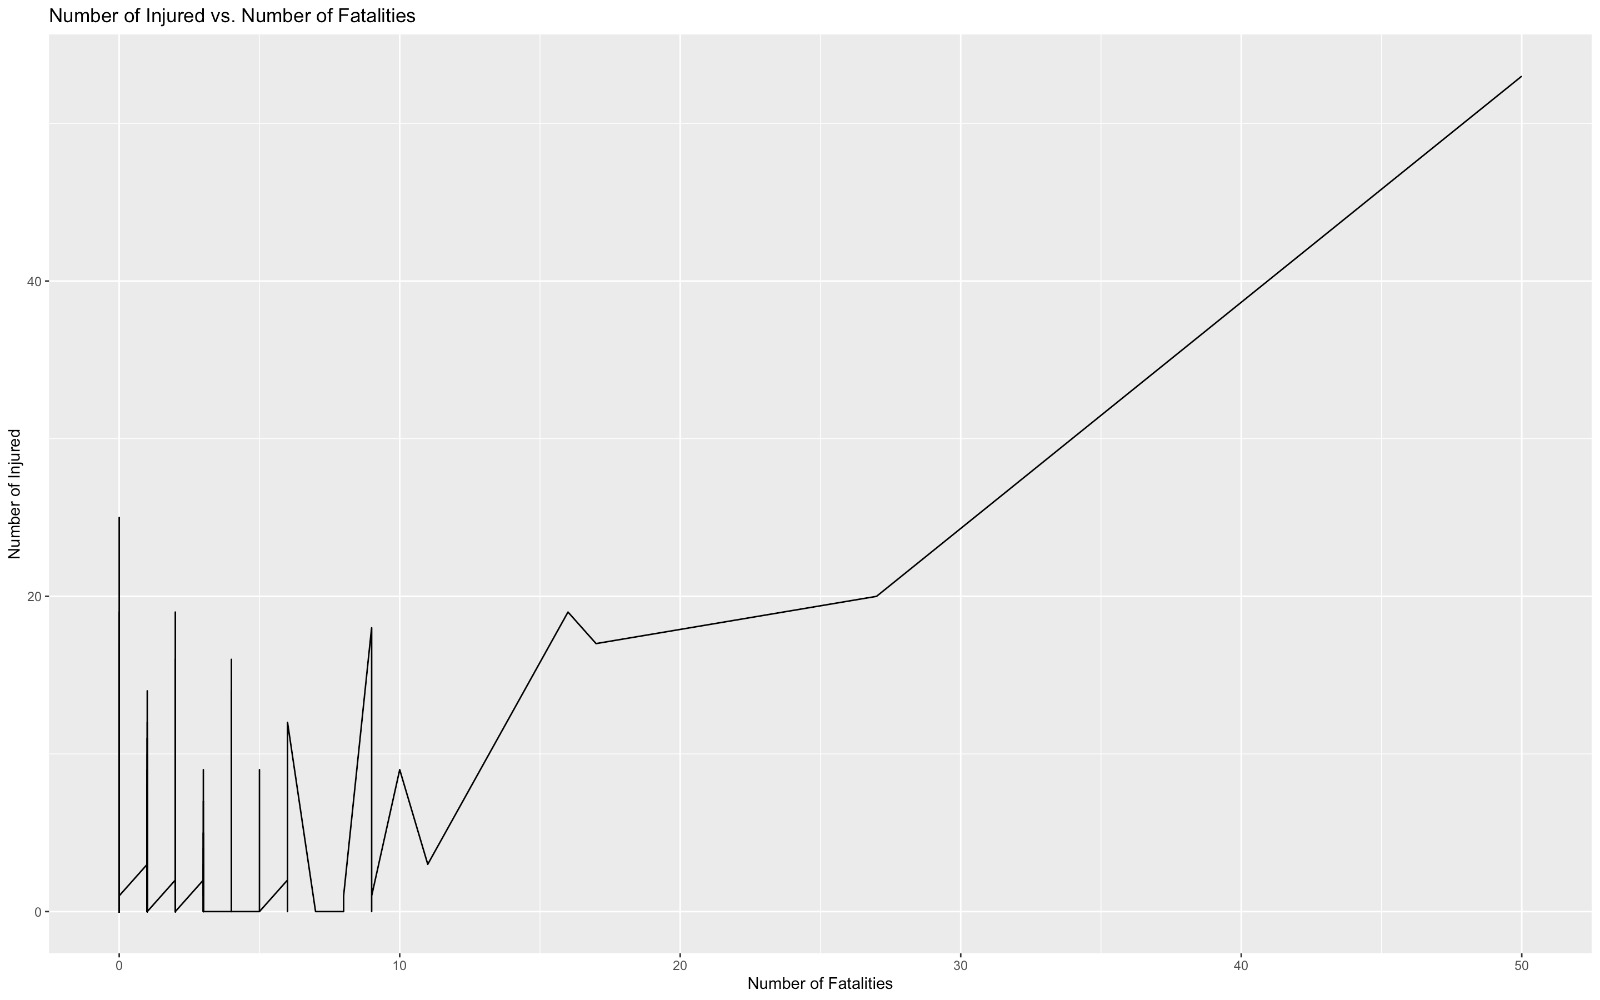 Number of Injured vs. Number of Fatalities
Number of Injured
40
20
0
0 10 20 30 40 50
Number of Fatalities